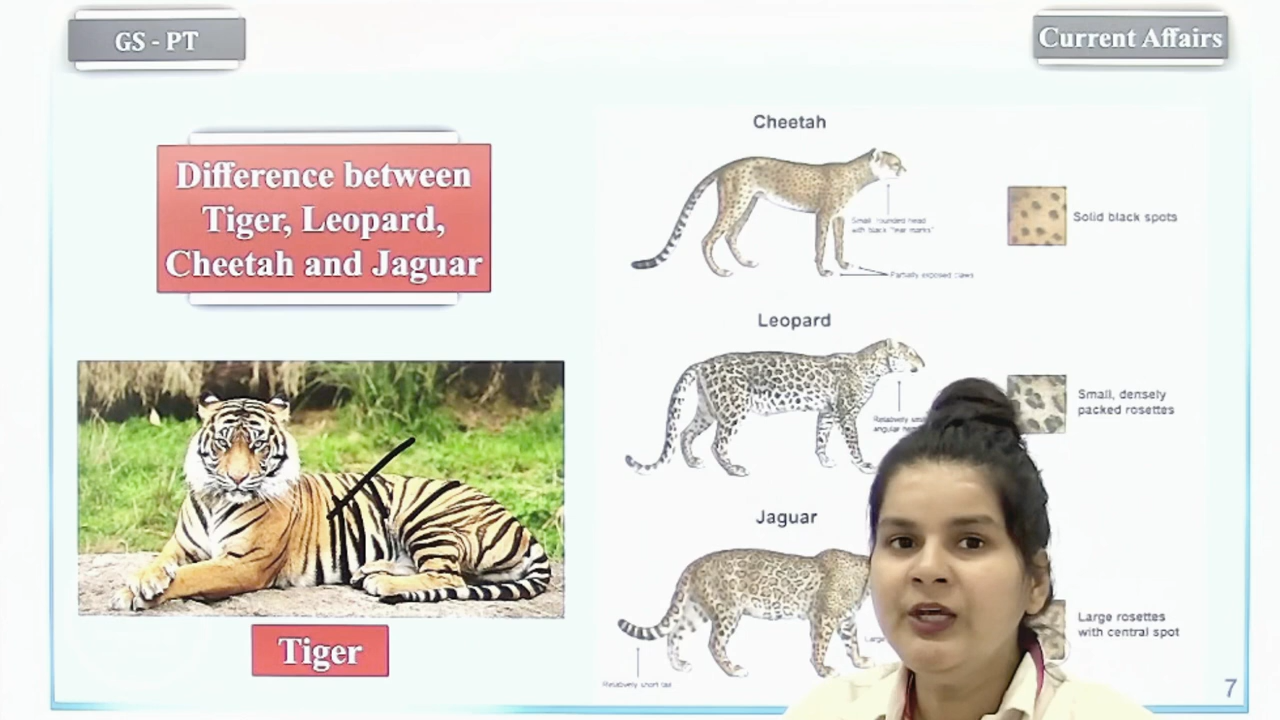 GS - PT
Current Affairs
Difference between
Tiger, Leopard,
Cheetah and Jaguar
Cheetah
Small rounded head
with black "tear marks"
Partially exposed claws
Solid black spots
Leopard
Relatively
Small, densely
packed rosettes
Tiger
Jaguar
Large
Relatively short tail
Large rosettes
with central spot
7